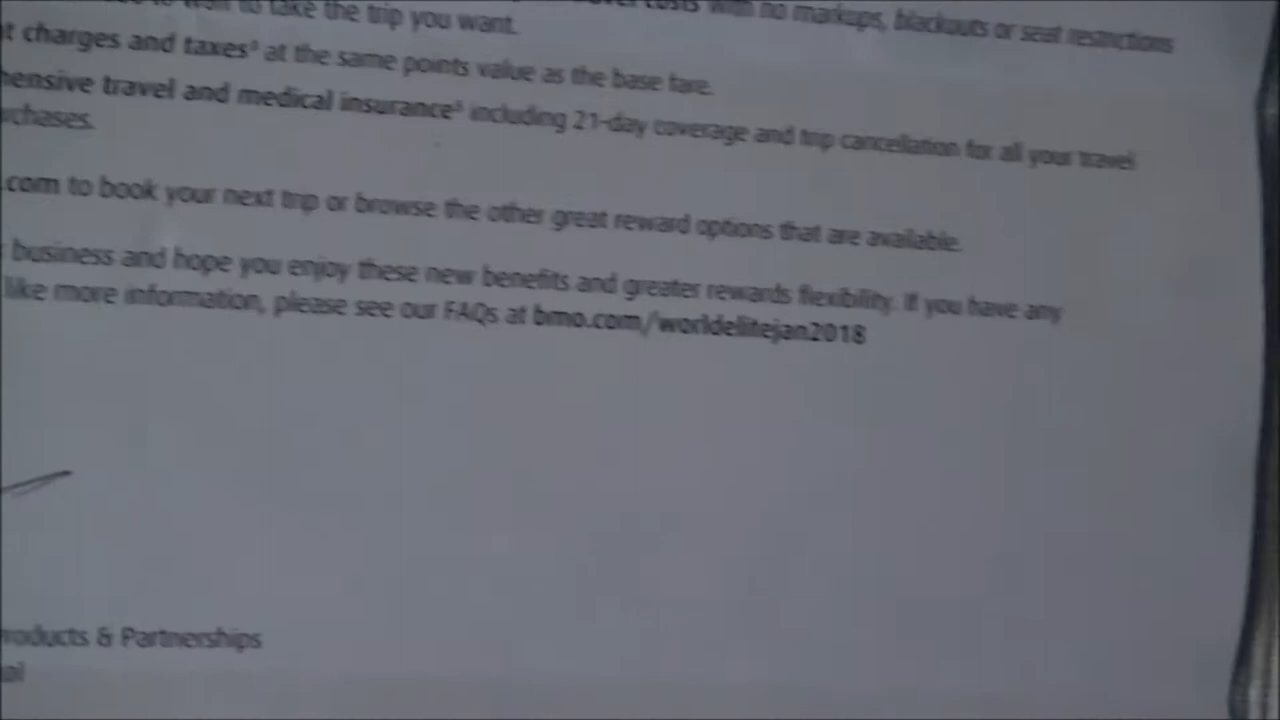 to take the trip you want.
costs with no markups, blackouts or seat restrictions
t charges and taxes³ at the same points value as the base fare.
hensive travel and medical insurance⁵ including 21-day coverage and trip cancellation for all your travel
rchases.
.com to book your next trip or browse the other great reward options that are available.
business and hope you enjoy these new benefits and greater rewards flexibility. If you have any
like more information, please see our FAQs at bmo.com/worldelitejan2018
roducts & Partnerships